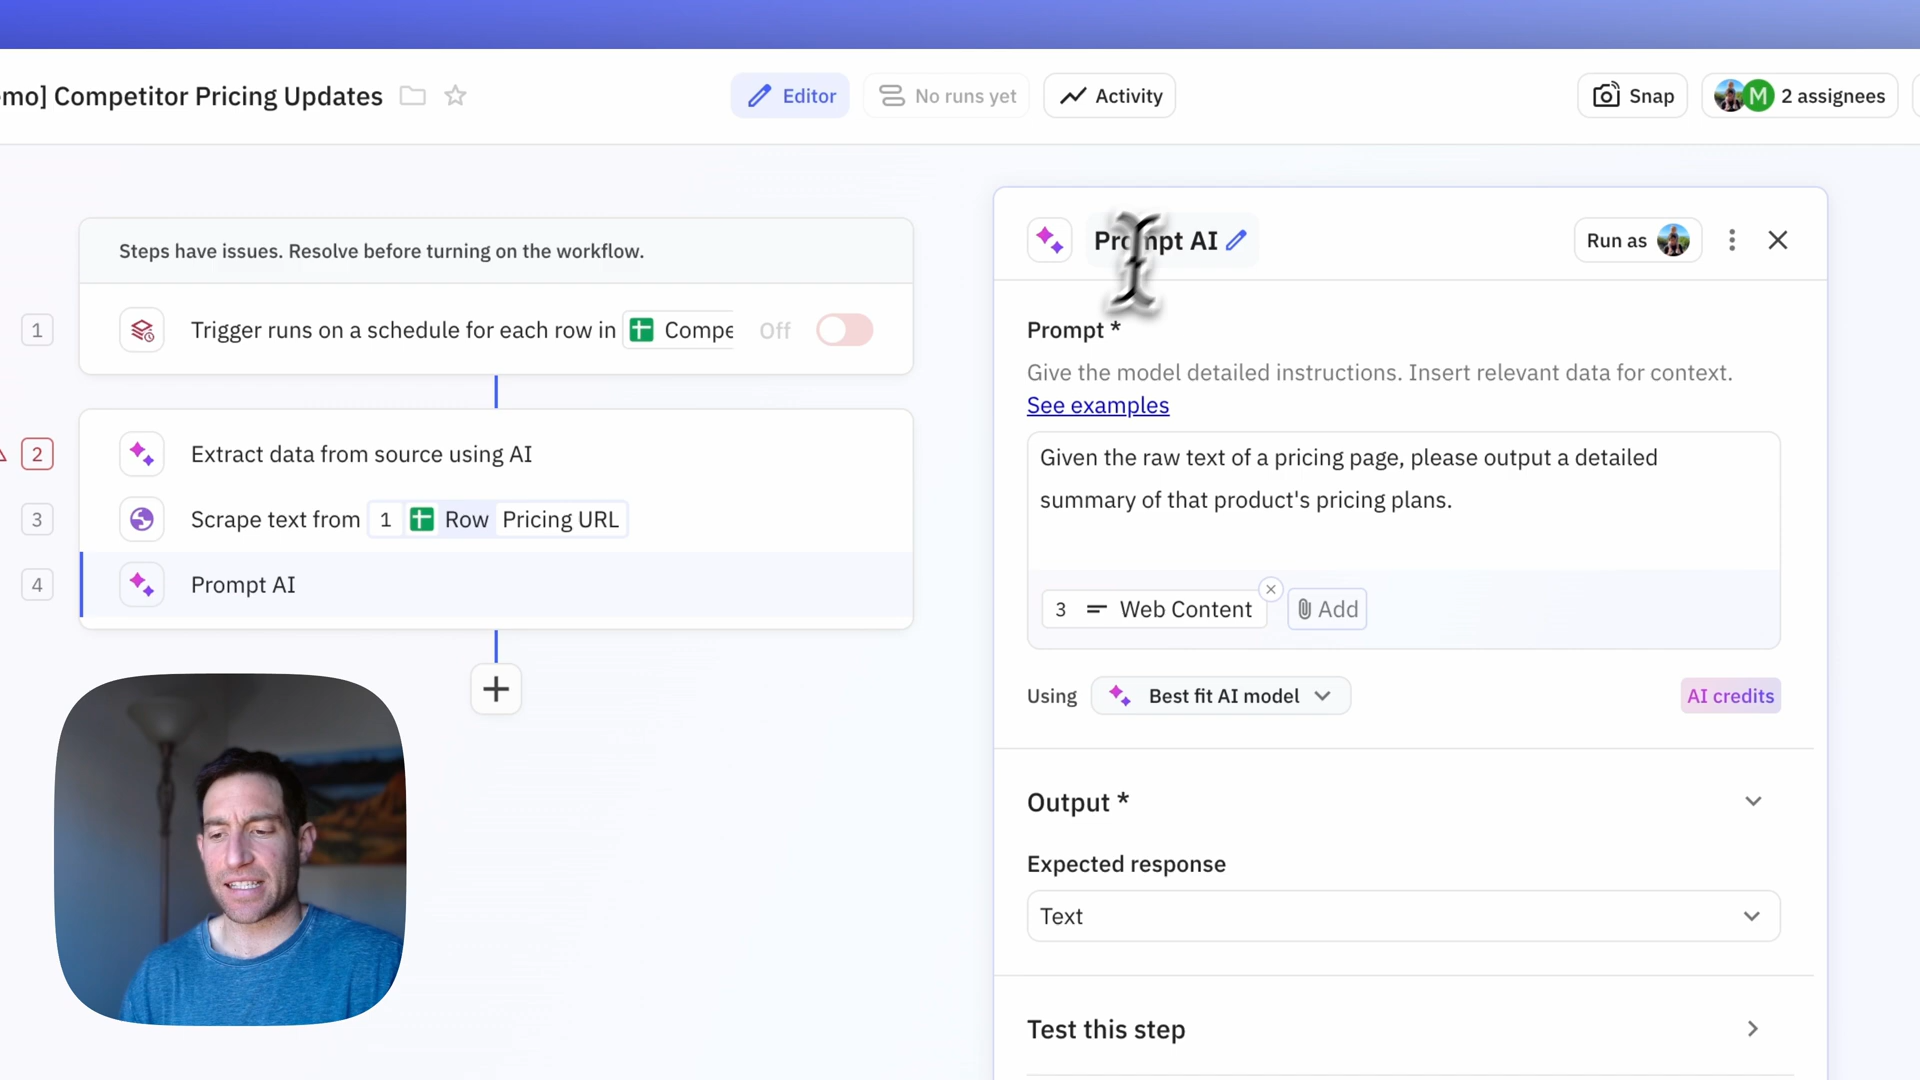 mo] Competitor Pricing Updates
Editor
No runs yet
Activity
Snap
M
2 assignees
Steps have issues. Resolve before turning on the workflow.
1
Trigger runs on a schedule for each row in
Compe
Off
2
Extract data from source using AI
3
Scrape text from 1 Row Pricing URL
4
Prompt AI
Prompt AI
Run as
Prompt *
Give the model detailed instructions. Insert relevant data for context.
See examples
Given the raw text of a pricing page, please output a detailed
summary of that product's pricing plans.
3 Web Content
Add
Using
Best fit AI model
AI credits
Output *
Expected response
Text
Test this step